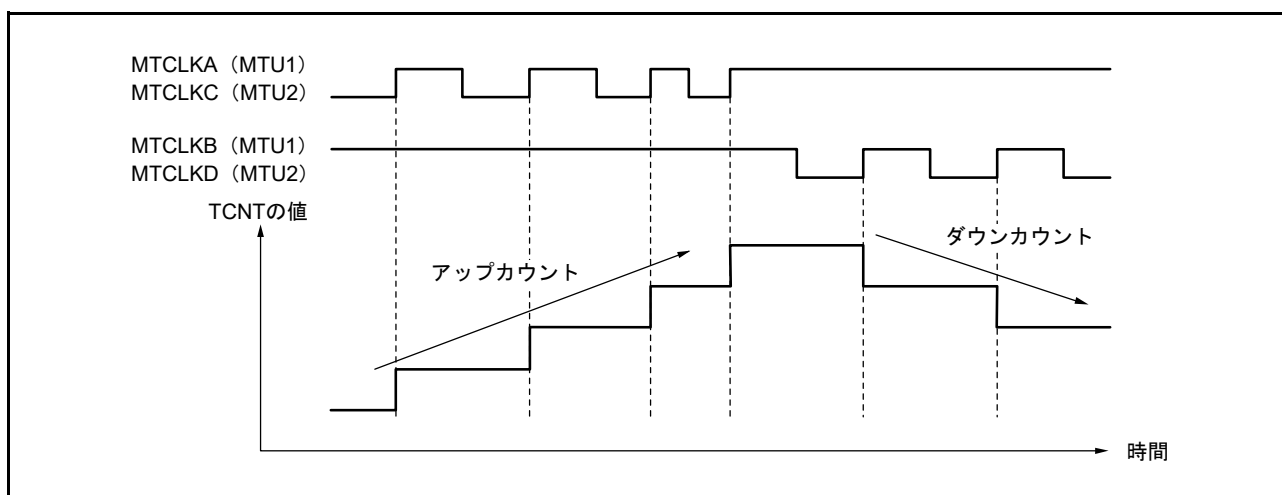 MTCLKA（MTU1）
MTCLKC（MTU2）
MTCLKB（MTU1）
MTCLKD（MTU2）
TCNTの値
アップカウント
ダウンカウント
時間